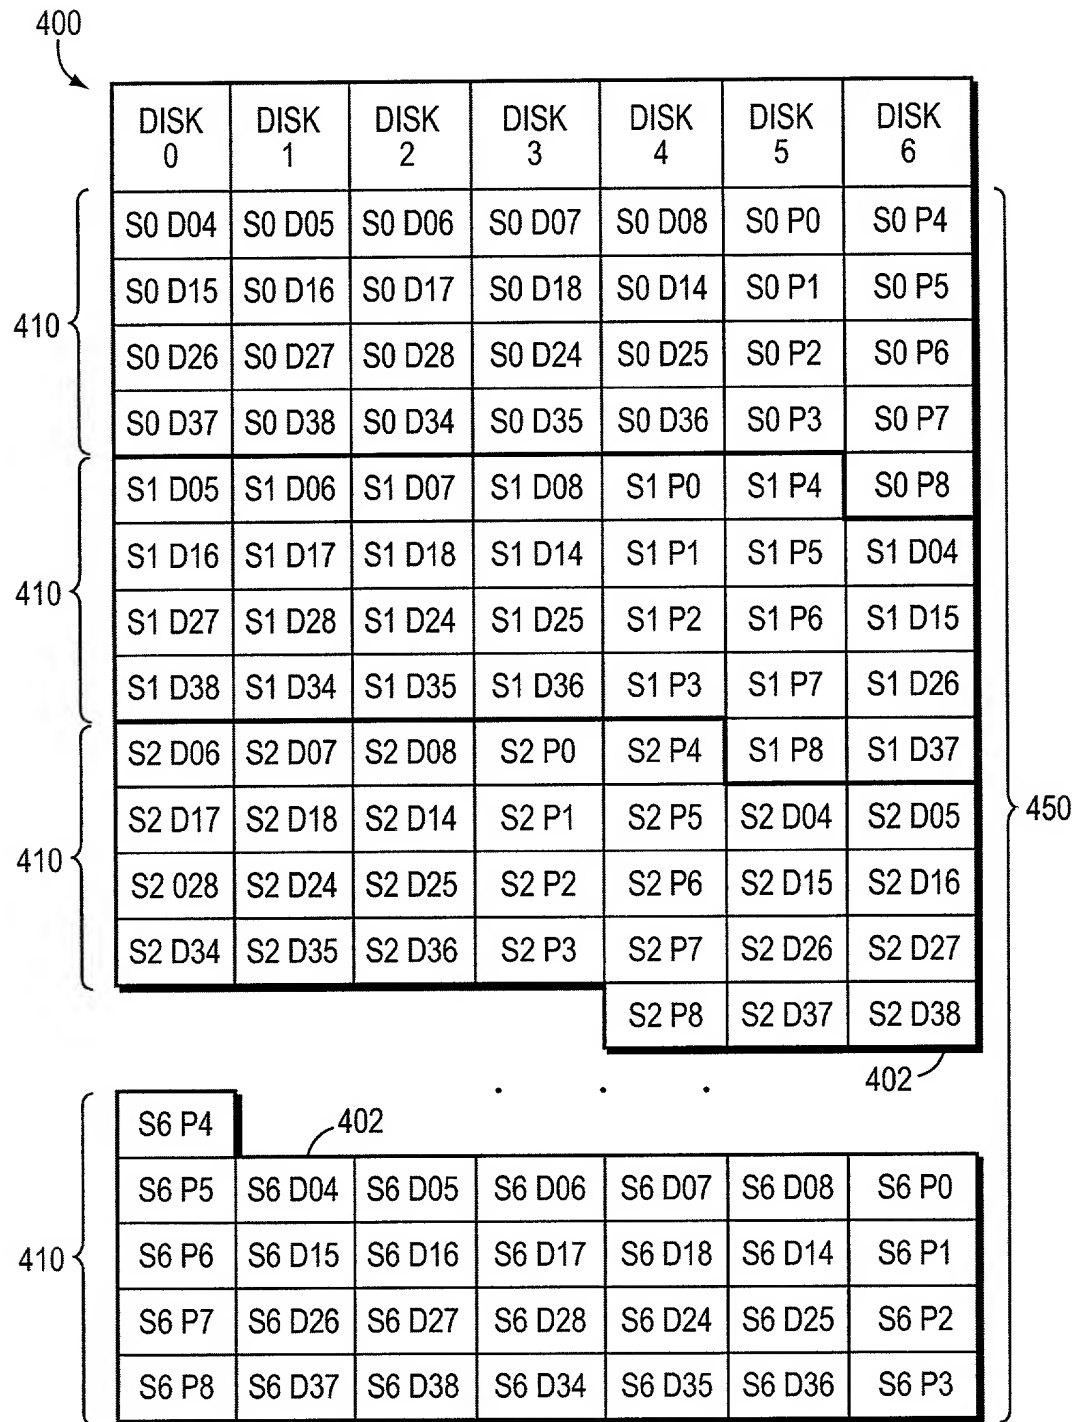 400
DISK 0 DISK 1 DISK 2 DISK 3 DISK 4 DISK 5 DISK 6
S0 D04 S0 D05 S0 D06 S0 D07 S0 D08 S0 P0 S0 P4
S0 D15 S0 D16 S0 D17 S0 D18 S0 D14 S0 P1 S0 P5
410
S0 D26 S0 D27 S0 D28 S0 D24 S0 D25 S0 P2 S0 P6
S0 D37 S0 D38 S0 D34 S0 D35 S0 D36 S0 P3 S0 P7
S1 D05 S1 D06 S1 D07 S1 D08 S1 P0 S1 P4 S0 P8
S1 D16 S1 D17 S1 D18 S1 D14 S1 P1 S1 P5 S1 D04
410
S1 D27 S1 D28 S1 D24 S1 D25 S1 P2 S1 P6 S1 D15
S1 D38 S1 D34 S1 D35 S1 D36 S1 P3 S1 P7 S1 D26
S2 D06 S2 D07 S2 D08 S2 P0 S2 P4 S1 P8 S1 D37
S2 D17 S2 D18 S2 D14 S2 P1 S2 P5 S2 D04 S2 D05
450
410
S2 028 S2 D24 S2 D25 S2 P2 S2 P6 S2 D15 S2 D16
S2 D34 S2 D35 S2 D36 S2 P3 S2 P7 S2 D26 S2 D27
S2 P8 S2 D37 S2 D38
402
. . .
S6 P4
402
S6 P5 S6 D04 S6 D05 S6 D06 S6 D07 S6 D08 S6 P0
410
S6 P6 S6 D15 S6 D16 S6 D17 S6 D18 S6 D14 S6 P1
S6 P7 S6 D26 S6 D27 S6 D28 S6 D24 S6 D25 S6 P2
S6 P8 S6 D37 S6 D38 S6 D34 S6 D35 S6 D36 S6 P3